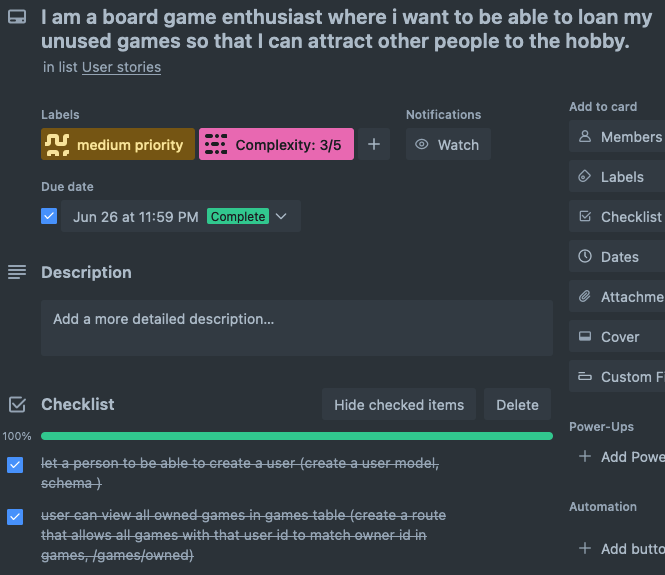 I am a board game enthusiast where i want to be able to loan my
unused games so that I can attract other people to the hobby.
in list User stories
Labels
medium priority
Complexity: 3/5
Notifications
Watch
Due date
Jun 26 at 11:59 PM Complete
Description
Add a more detailed description...
Checklist
Hide checked items
Delete
100%
let a person to be able to create a user (create a user model,
schema )
user can view all owned games in games table (create a route
that allows all games with that user id to match owner id in
games, /games/owned)
Add to card
Members
Labels
Checklist
Dates
Attachme
Cover
Custom Fi
Power-Ups
Add Powe
Automation
Add butto